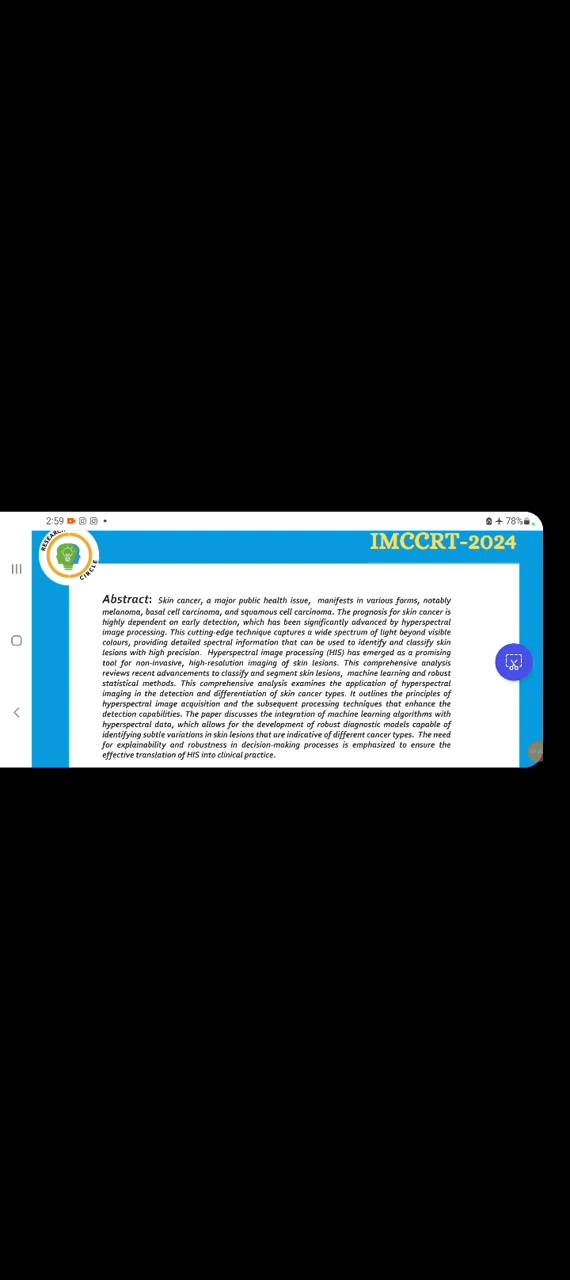 2:59
78%
IMCCRT-2024
RESEARCH
CIRCLE
Abstract: Skin cancer, a major public health issue, manifests in various forms, notably
melanoma, basal cell carcinoma, and squamous cell carcinoma. The prognosis for skin cancer is
highly dependent on early detection, which has been significantly advanced by hyperspectral
image processing. This cutting-edge technique captures a wide spectrum of light beyond visible
colours, providing detailed spectral information that can be used to identify and classify skin
lesions with high precision. Hyperspectral image processing (HIS) has emerged as a promising
tool for non-invasive, high-resolution imaging of skin lesions. This comprehensive analysis
reviews recent advancements to classify and segment skin lesions, machine learning and robust
statistical methods. This comprehensive analysis examines the application of hyperspectral
imaging in the detection and differentiation of skin cancer types. It outlines the principles of
hyperspectral image acquisition and the subsequent processing techniques that enhance the
detection capabilities. The paper discusses the integration of machine learning algorithms with
hyperspectral data, which allows for the development of robust diagnostic models capable of
identifying subtle variations in skin lesions that are indicative of different cancer types. The need
for explainability and robustness in decision-making processes is emphasized to ensure the
effective translation of HIS into clinical practice.